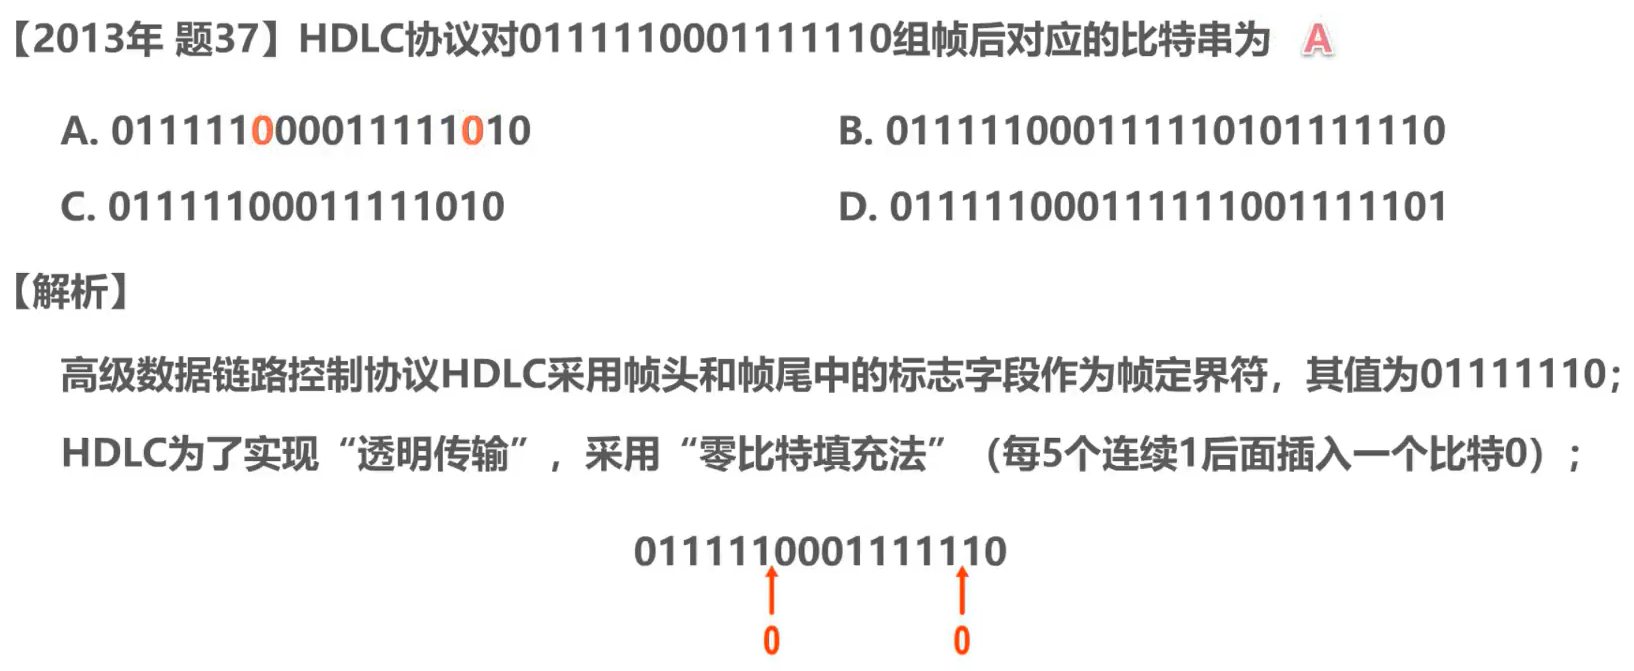 【2013年 题37】HDLC协议对0111110001111110组帧后对应的比特串为 A
A. 011111000011111010 B. 011111000111110101111110
C. 01111100011111010 D. 011111000111111001111101
【解析】
高级数据链路控制协议HDLC采用帧头和帧尾中的标志字段作为帧定界符，其值为01111110；
HDLC为了实现“透明传输”，采用“零比特填充法”（每5个连续1后面插入一个比特0）；
0111110001111110
0 0